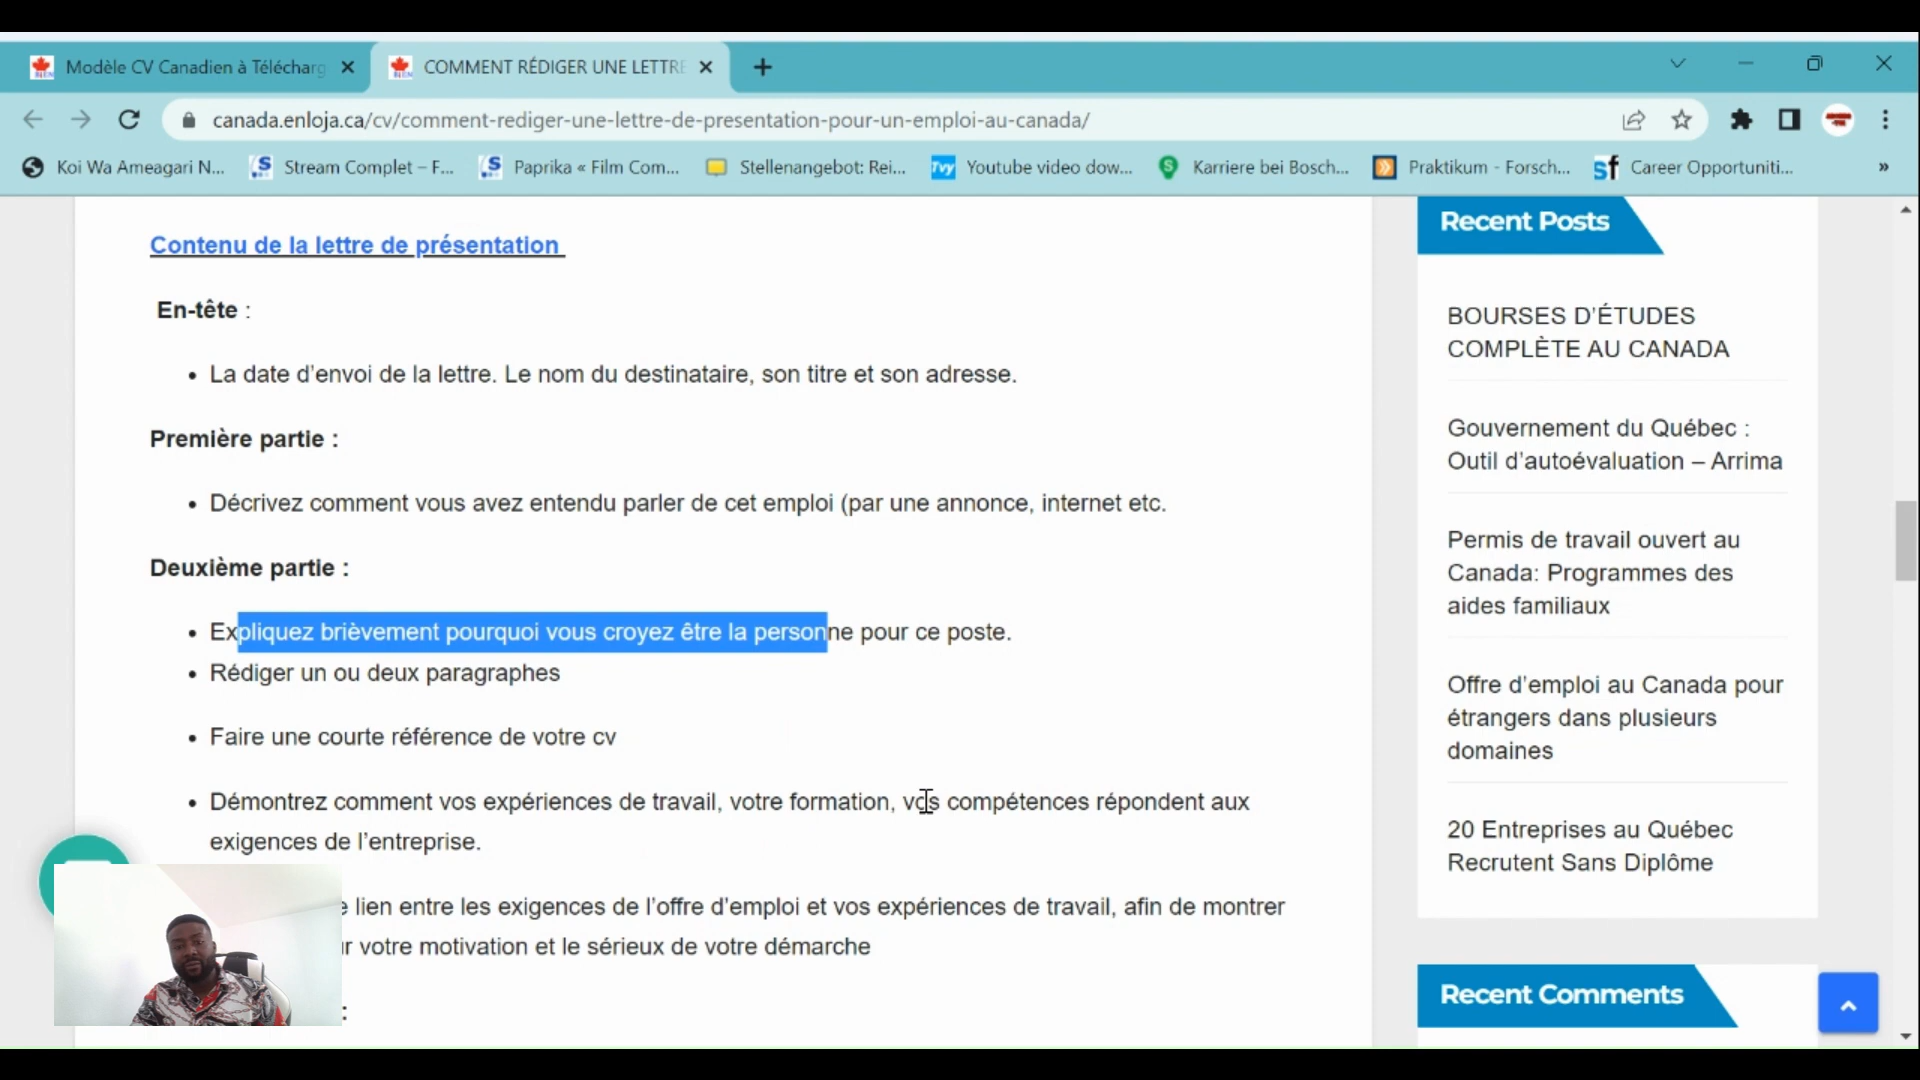 Modèle CV Canadien à Télécharg
COMMENT RÉDIGER UNE LETTRE
canada.enloja.ca/cv/comment-rediger-une-lettre-de-presentation-pour-un-emploi-au-canada/
Koi Wa Ameagari N...
Stream Complet – F...
Paprika « Film Com...
Stellenangebot: Rei...
Youtube video dow...
Karriere bei Bosch...
Praktikum - Forsch...
Career Opportuniti...
»
Contenu de la lettre de présentation
En-tête :
• La date d’envoi de la lettre. Le nom du destinataire, son titre et son adresse.
Première partie :
• Décrivez comment vous avez entendu parler de cet emploi (par une annonce, internet etc.
Deuxième partie :
• Expliquez brièvement pourquoi vous croyez être la personne pour ce poste.
• Rédiger un ou deux paragraphes
• Faire une courte référence de votre cv
• Démontrez comment vos expériences de travail, votre formation, vos compétences répondent aux
exigences de l’entreprise.
lien entre les exigences de l’offre d’emploi et vos expériences de travail, afin de montrer
votre motivation et le sérieux de votre démarche
:
Recent Posts
BOURSES D’ÉTUDES
COMPLÈTE AU CANADA
Gouvernement du Québec :
Outil d’autoévaluation – Arrima
Permis de travail ouvert au
Canada: Programmes des
aides familiaux
Offre d’emploi au Canada pour
étrangers dans plusieurs
domaines
20 Entreprises au Québec
Recrutent Sans Diplôme
Recent Comments